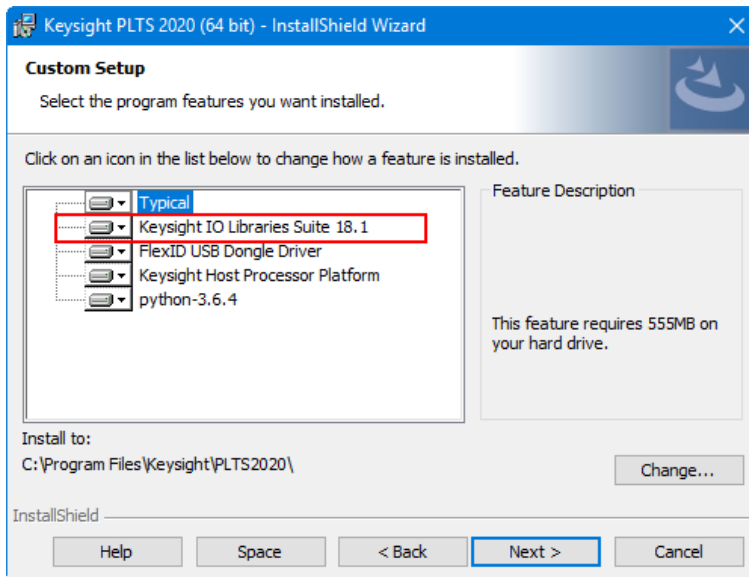 Keysight PLTS 2020 (64 bit) - InstallShield Wizard
Custom Setup
Select the program features you want installed.
Click on an icon in the list below to change how a feature is installed.
Typical
Keysight IO Libraries Suite 18.1
FlexID USB Dongle Driver
Keysight Host Processor Platform
python-3.6.4
Feature Description
This feature requires 555MB on
your hard drive.
Install to:
C:\Program Files\Keysight\PLTS2020\
Change...
InstallShield
Help
Space
< Back
Next >
Cancel